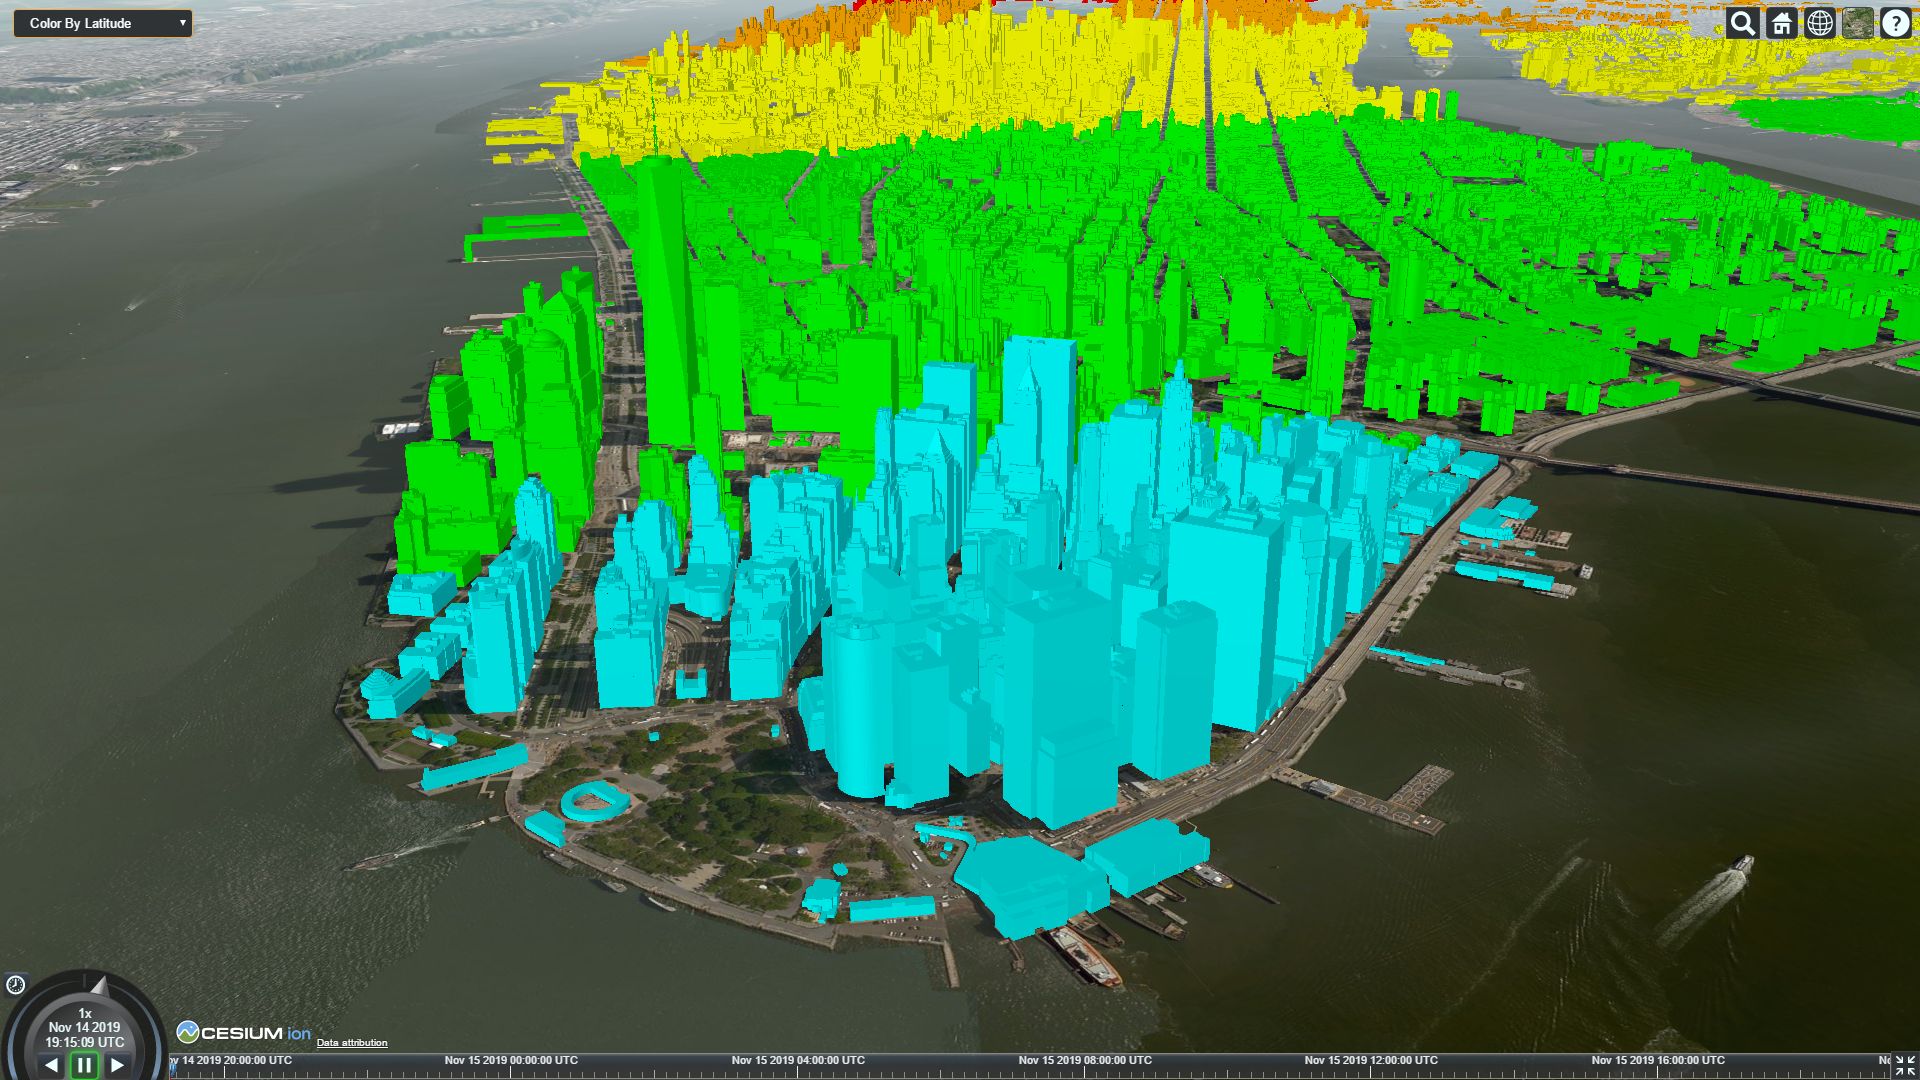 Color By Latitude
?
1x
Nov 14 2019
19:15:09 UTC
CESIUM ion
Data attribution
ov 14 2019 20:00:00 UTC
Nov 15 2019 00:00:00 UTC
Nov 15 2019 04:00:00 UTC
Nov 15 2019 08:00:00 UTC
Nov 15 2019 12:00:00 UTC
Nov 15 2019 16:00:00 UTC
No